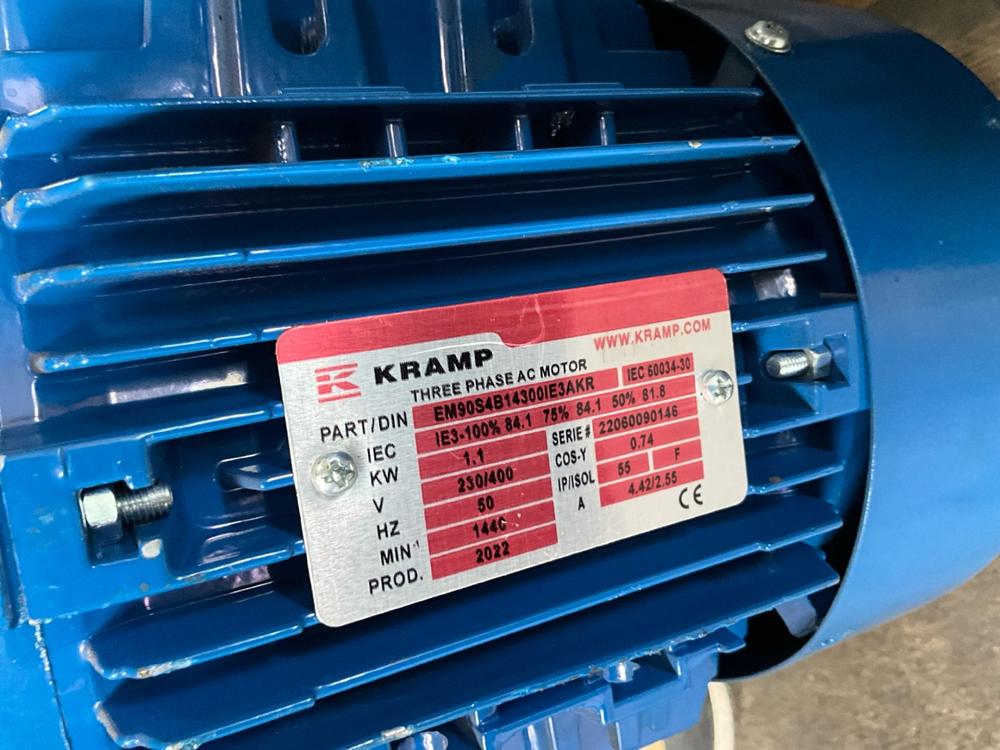 KRAMP
WWW.KRAMP.COM
THREE PHASE AC MOTOR
PART/DIN EM90S4B14300IE3AKR IEC 60034-30
IEC IE3-100% 84.1 75% 84.1 50% 81.8
KW 1.1 SERIE # 22060090146
V 230/400 COS-Y 0.74
HZ 50 IP/ISOL 55 F
MIN⁻¹ 1440 A 4.42/2.55
PROD. 2022 CE